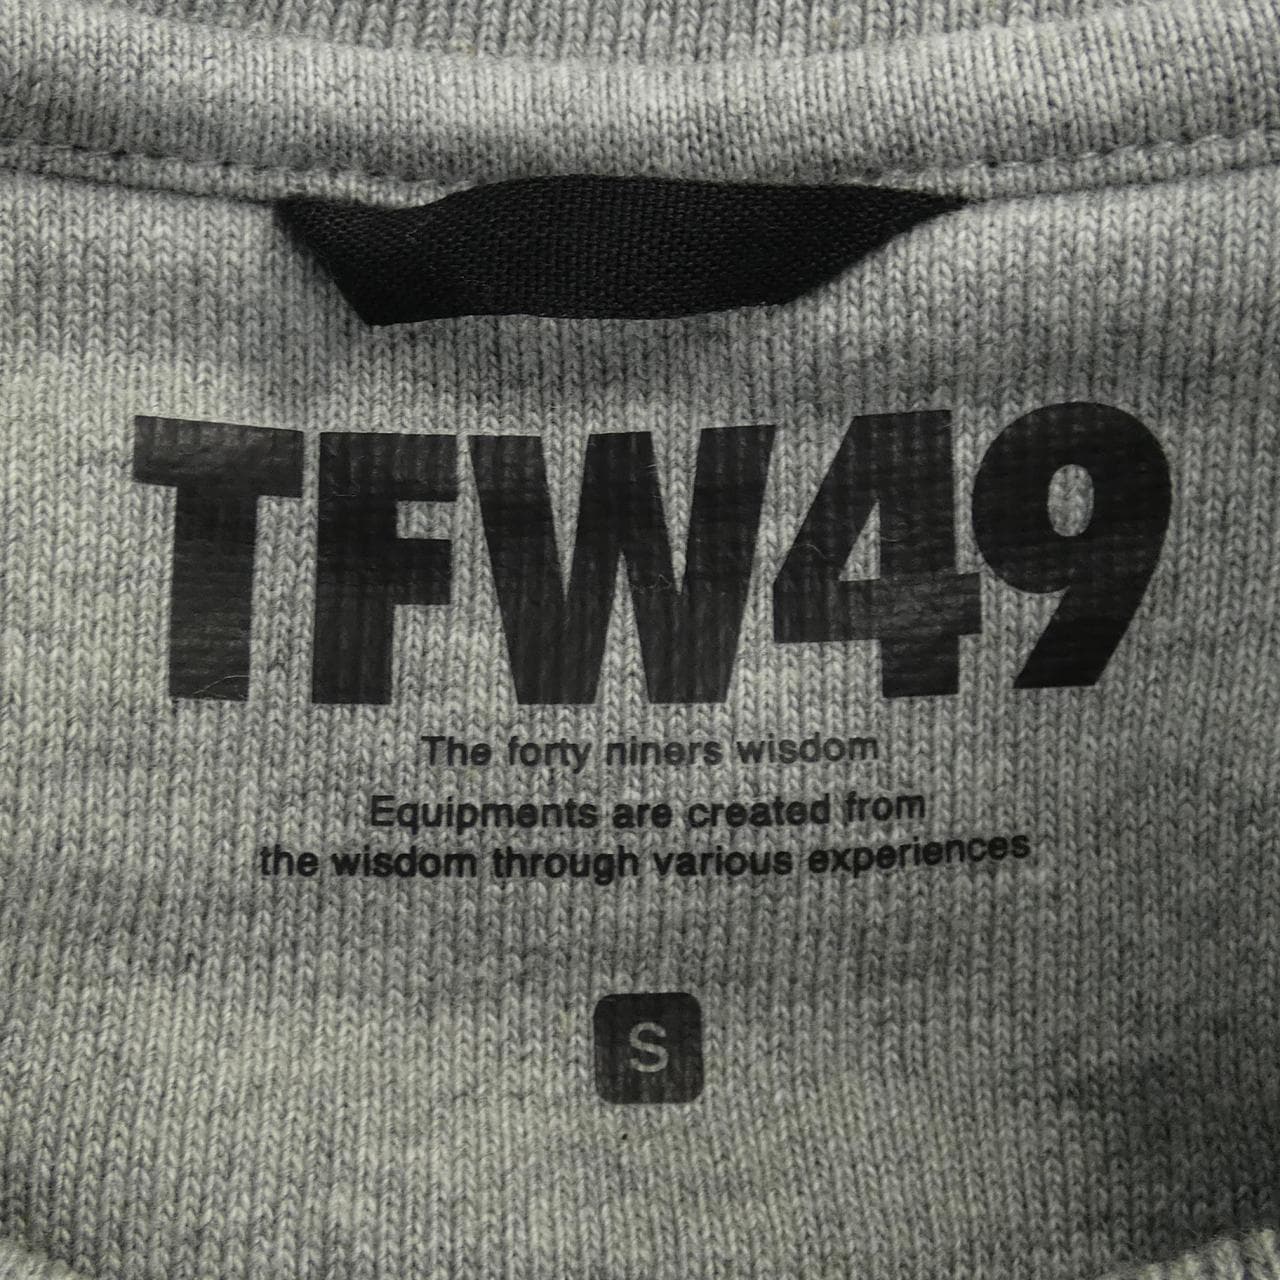 TFW49
The forty niners wisdom
Equipments are created from
the wisdom through various experiences
S